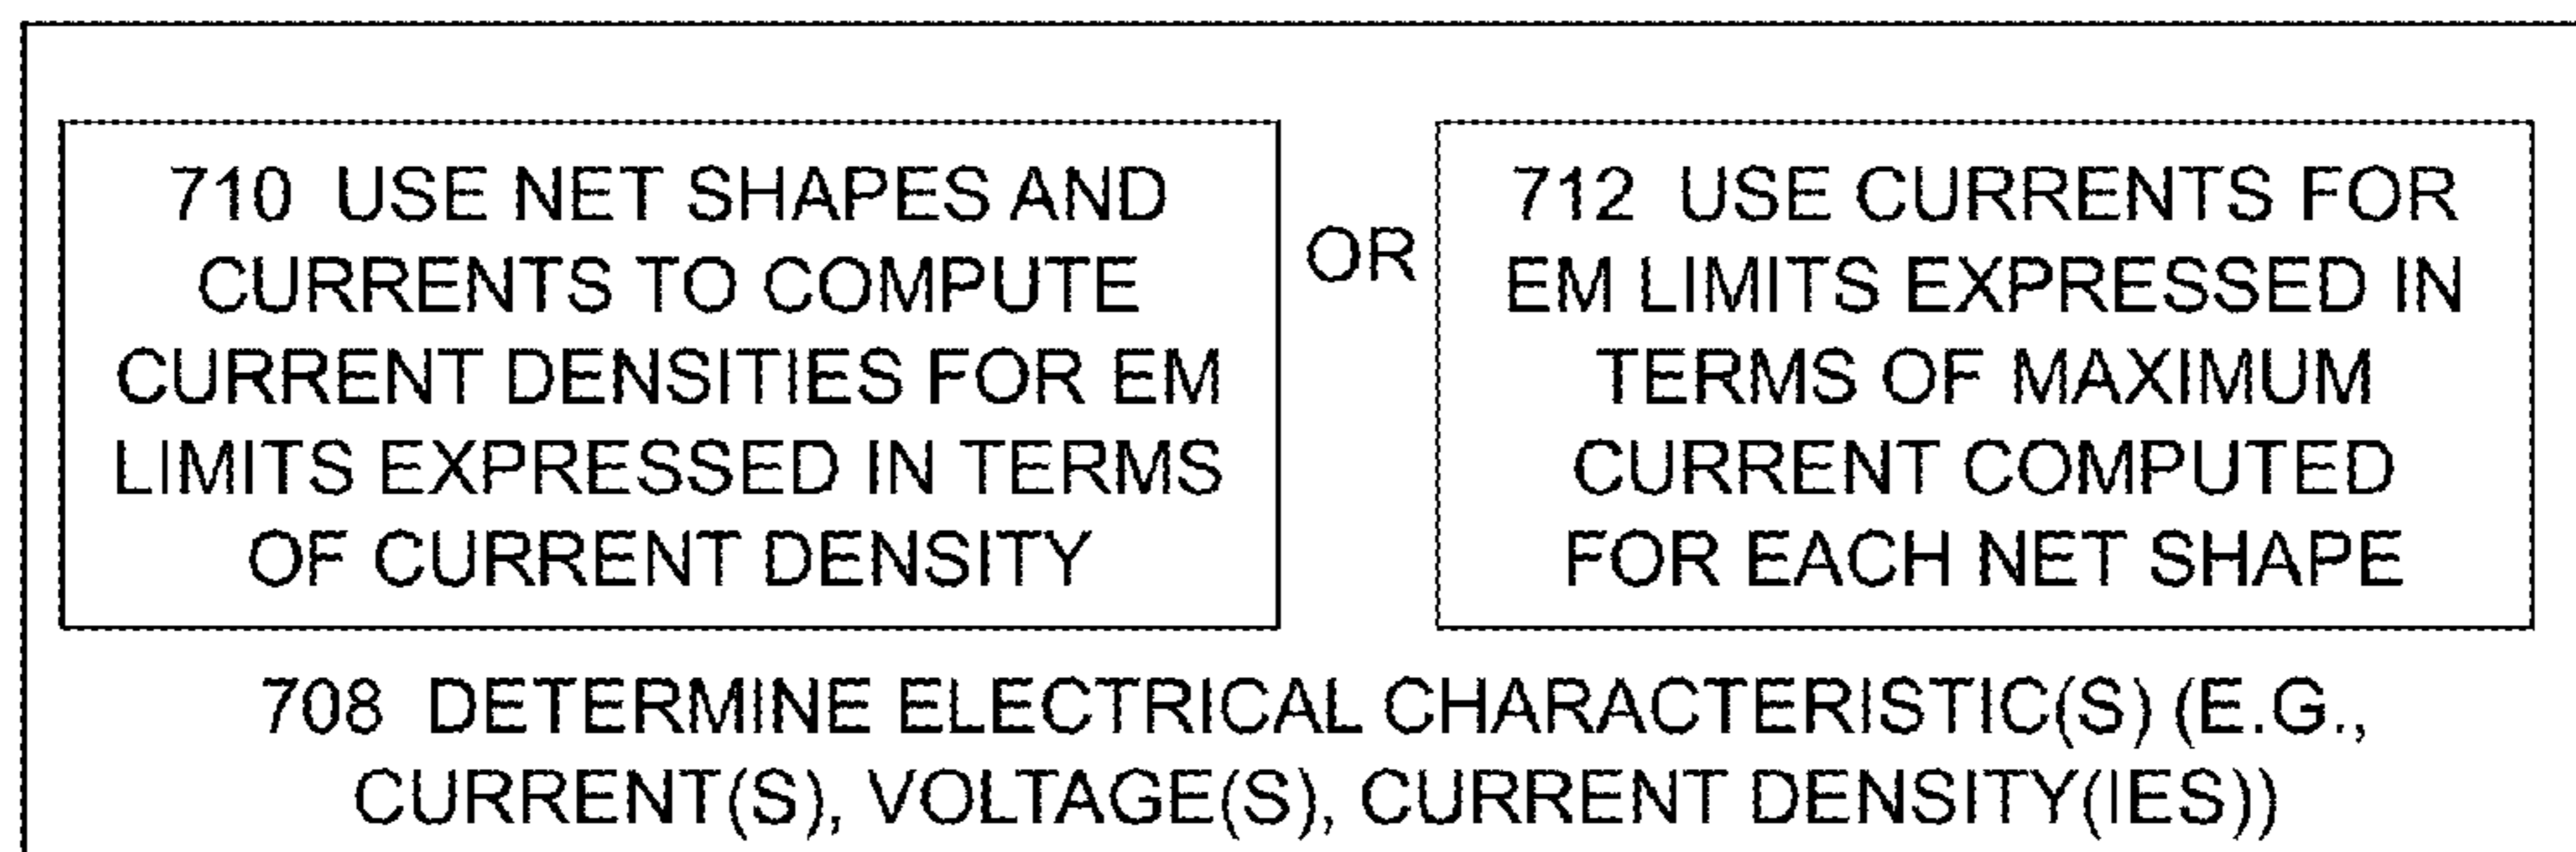 710 USE NET SHAPES AND
CURRENTS TO COMPUTE
CURRENT DENSITIES FOR EM
LIMITS EXPRESSED IN TERMS
OF CURRENT DENSITY
OR
712 USE CURRENTS FOR
EM LIMITS EXPRESSED IN
TERMS OF MAXIMUM
CURRENT COMPUTED
FOR EACH NET SHAPE
708 DETERMINE ELECTRICAL CHARACTERISTIC(S) (E.G.,
CURRENT(S), VOLTAGE(S), CURRENT DENSITY(IES))